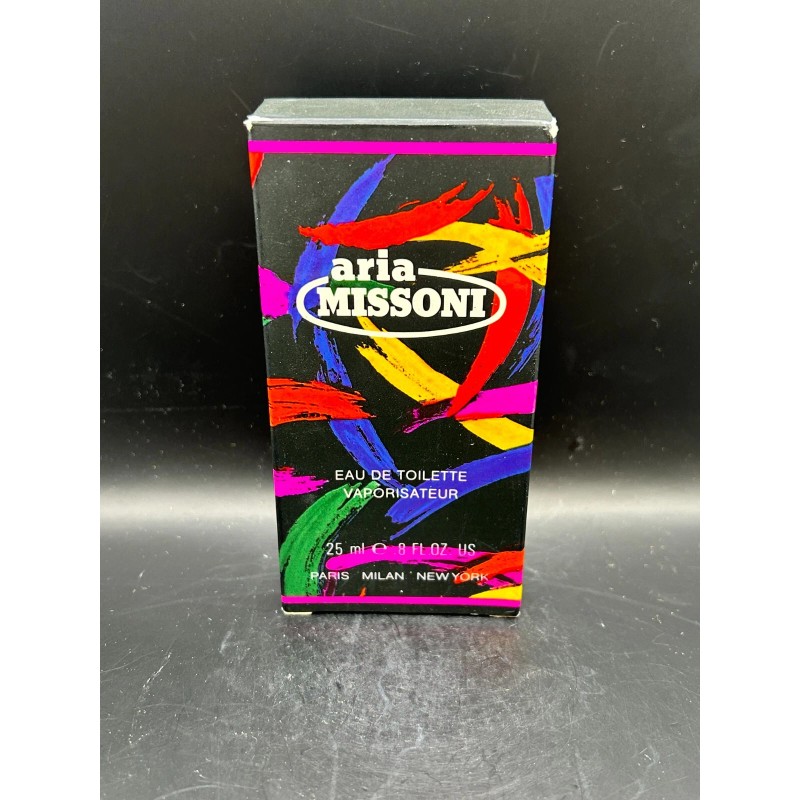 aria
MISSONI
EAU DE TOILETTE
VAPORISATEUR
25 ml ℮ 8 FL OZ. US
PARIS MILAN NEW YORK